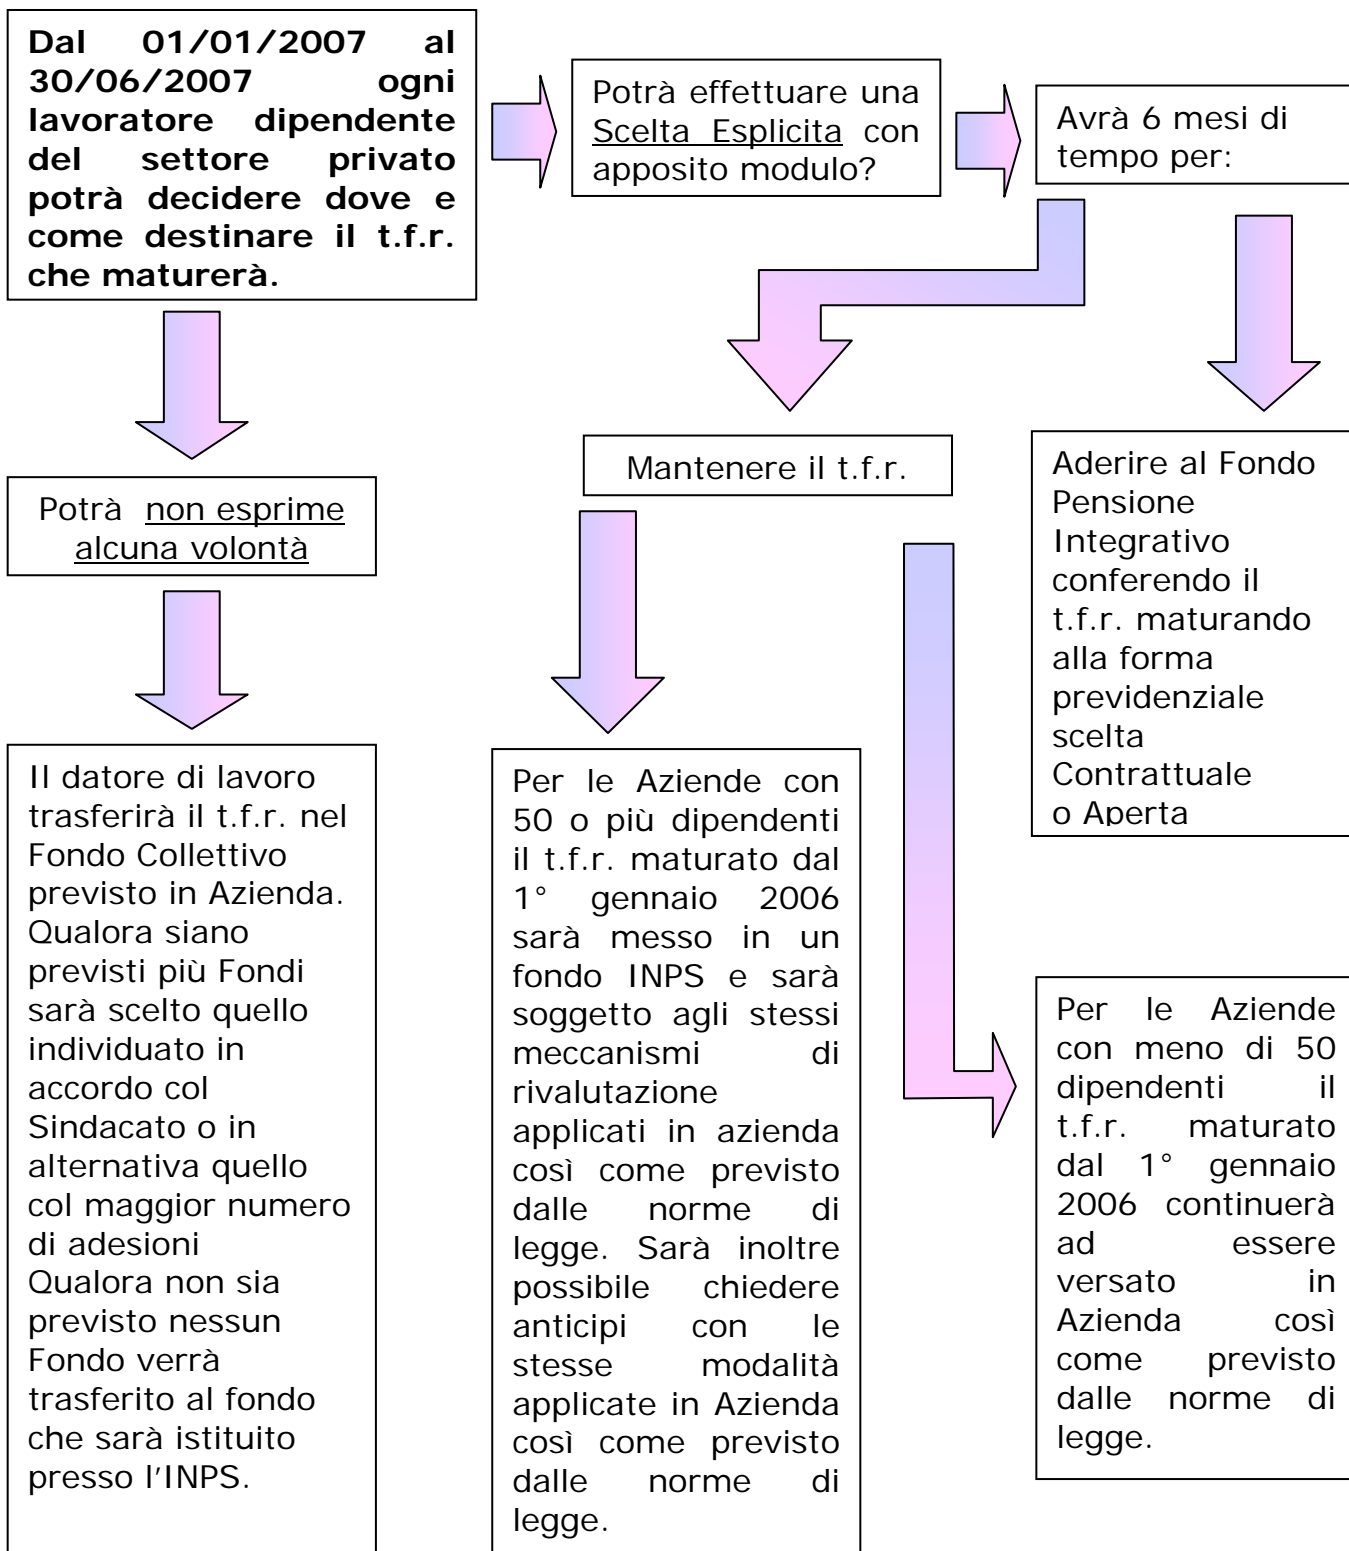 Dal 01/01/2007 al
30/06/2007 ogni
lavoratore dipendente
del settore privato
potrà decidere dove e
come destinare il t.f.r.
che maturerà.
Potrà effettuare una
Scelta Esplicita con
apposito modulo?
Avrà 6 mesi di
tempo per:
Mantenere il t.f.r.
Aderire al Fondo
Pensione
Integrativo
conferendo il
t.f.r. maturando
alla forma
previdenziale
scelta
Contrattuale
o Aperta
Potrà non esprime
alcuna volontà
Il datore di lavoro
trasferirà il t.f.r. nel
Fondo Collettivo
previsto in Azienda.
Qualora siano
previsti più Fondi
sarà scelto quello
individuato in
accordo col
Sindacato o in
alternativa quello
col maggior numero
di adesioni
Qualora non sia
previsto nessun
Fondo verrà
trasferito al fondo
che sarà istituito
presso l'INPS.
Per le Aziende con
50 o più dipendenti
il t.f.r. maturato dal
1° gennaio 2006
sarà messo in un
fondo INPS e sarà
soggetto agli stessi
meccanismi di
rivalutazione
applicati in azienda
così come previsto
dalle norme di
legge. Sarà inoltre
possibile chiedere
anticipi con le
stesse modalità
applicate in Azienda
così come previsto
dalle norme di
legge.
Per le Aziende
con meno di 50
dipendenti il
t.f.r. maturato
dal 1° gennaio
2006 continuerà
ad essere
versato in
Azienda così
come previsto
dalle norme di
legge.